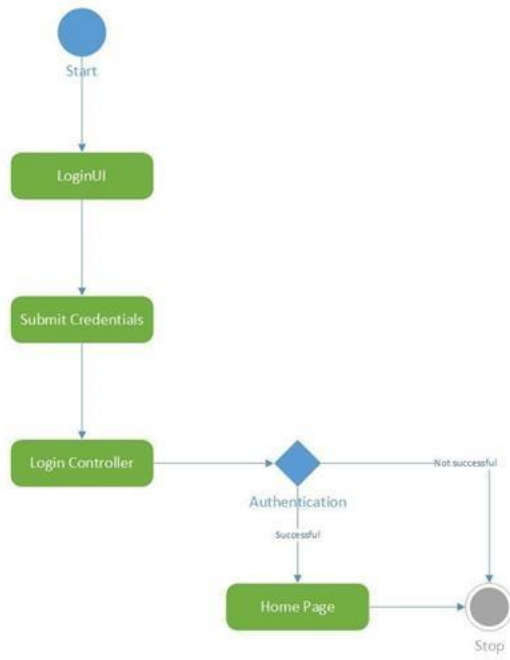 Start
LoginUI
Submit Credentials
Login Controller
Authentication
Not successful
Successful
Home Page
Stop